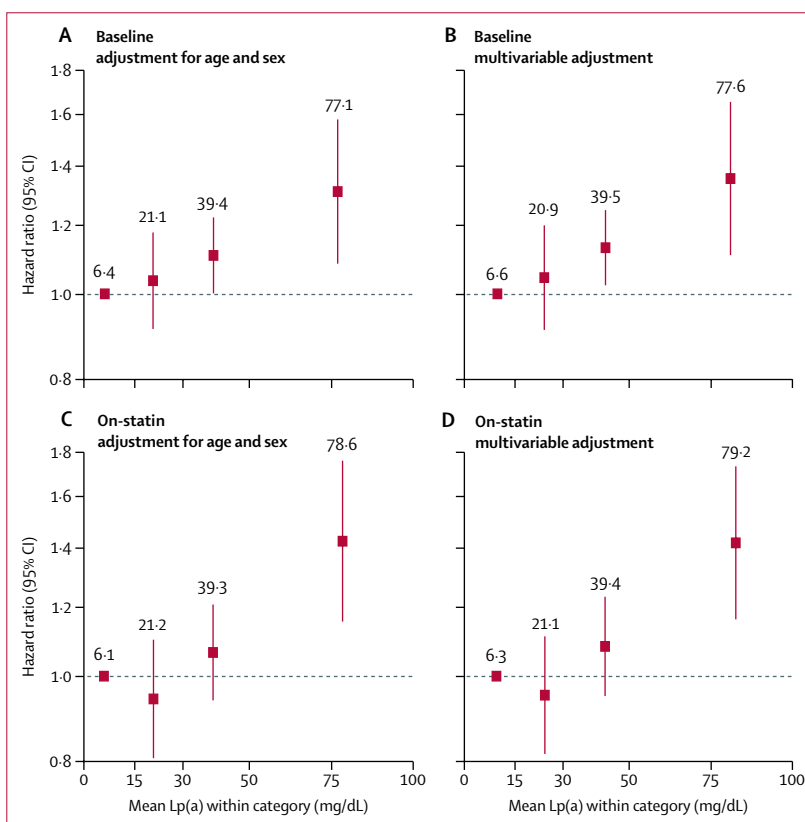 A Baseline
adjustment for age and sex
Hazard ratio (95% CI)
1·8
1·6
1·4
1·2
1·0
0·8
6·4
21·1
39·4
77·1
B Baseline
multivariable adjustment
6·6
20·9
39·5
77·6
C On-statin
adjustment for age and sex
Hazard ratio (95% CI)
1·8
1·6
1·4
1·2
1·0
0·8
6·1
21·2
39·3
78·6
0 15 30 50 75 100
Mean Lp(a) within category (mg/dL)
D On-statin
multivariable adjustment
6·3
21·1
39·4
79·2
0 15 30 50 75 100
Mean Lp(a) within category (mg/dL)